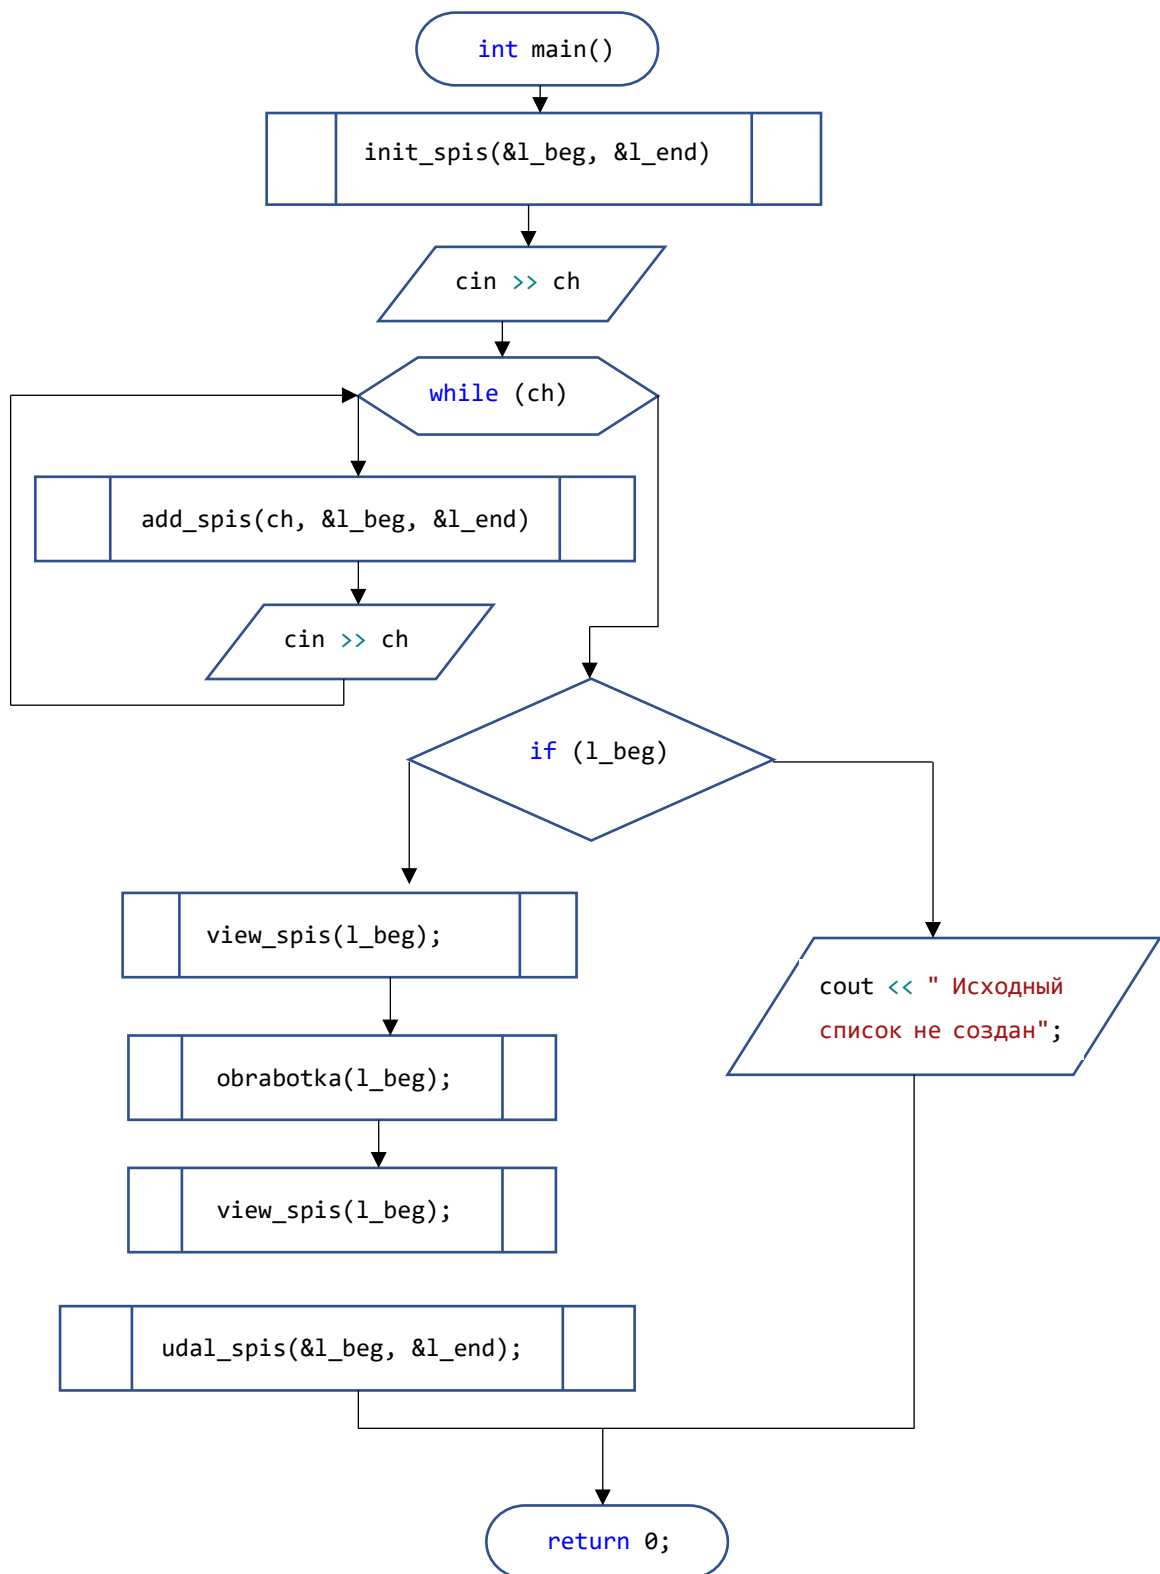 int main()
init_spis(&l_beg, &l_end)
cin >> ch
while (ch)
add_spis(ch, &l_beg, &l_end)
cin >> ch
if (l_beg)
view_spis(l_beg);
cout << " Исходный
список не создан";
obrabotka(l_beg);
view_spis(l_beg);
udal_spis(&l_beg, &l_end);
return 0;